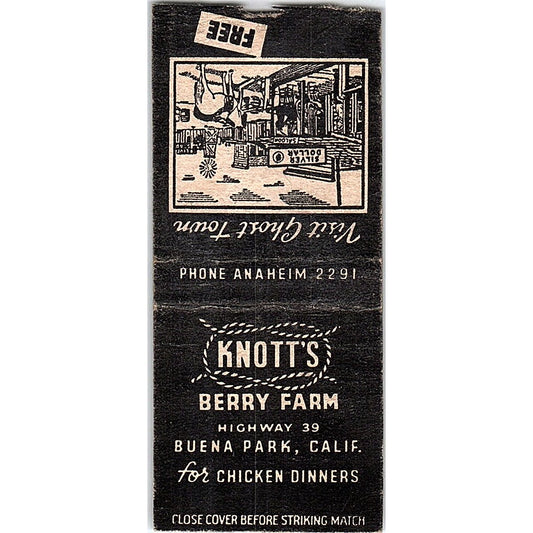 FREE
SILVER
DOLLAR
SALOON
Visit Ghost Town
PHONE ANAHEIM 2291
KNOTT'S
BERRY FARM
HIGHWAY 39
BUENA PARK, CALIF.
for CHICKEN DINNERS
CLOSE COVER BEFORE STRIKING MATCH